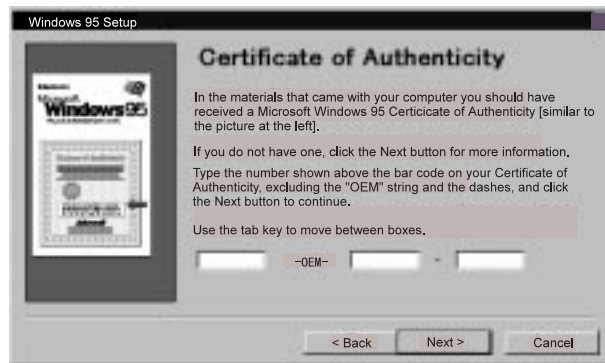 Windows 95 Setup
Certificate of Authenticity
Windows 95
In the materials that came with your computer you should have
received a Microsoft Windows 95 Certicicate of Authenticity [similar to
the picture at the left].
If you do not have one, click the Next button for more information.
Type the number shown above the bar code on your Certificate of
Authenticity, excluding the "OEM" string and the dashes, and click
the Next button to continue.
Use the tab key to move between boxes.
-OEM- -
< Back Next > Cancel